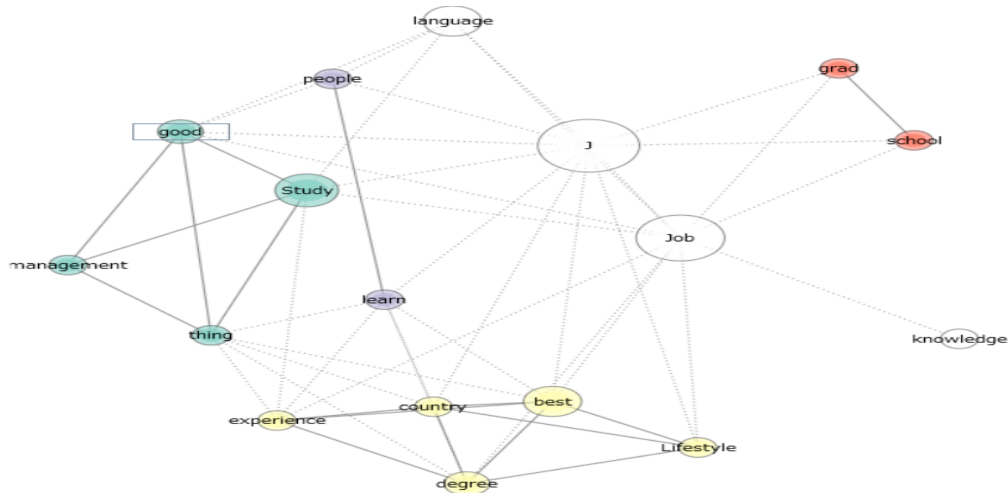 language
people
grad
good
school
J
Study
Job
management
learn
thing
knowledge
best
country
experience
Lifestyle
degree